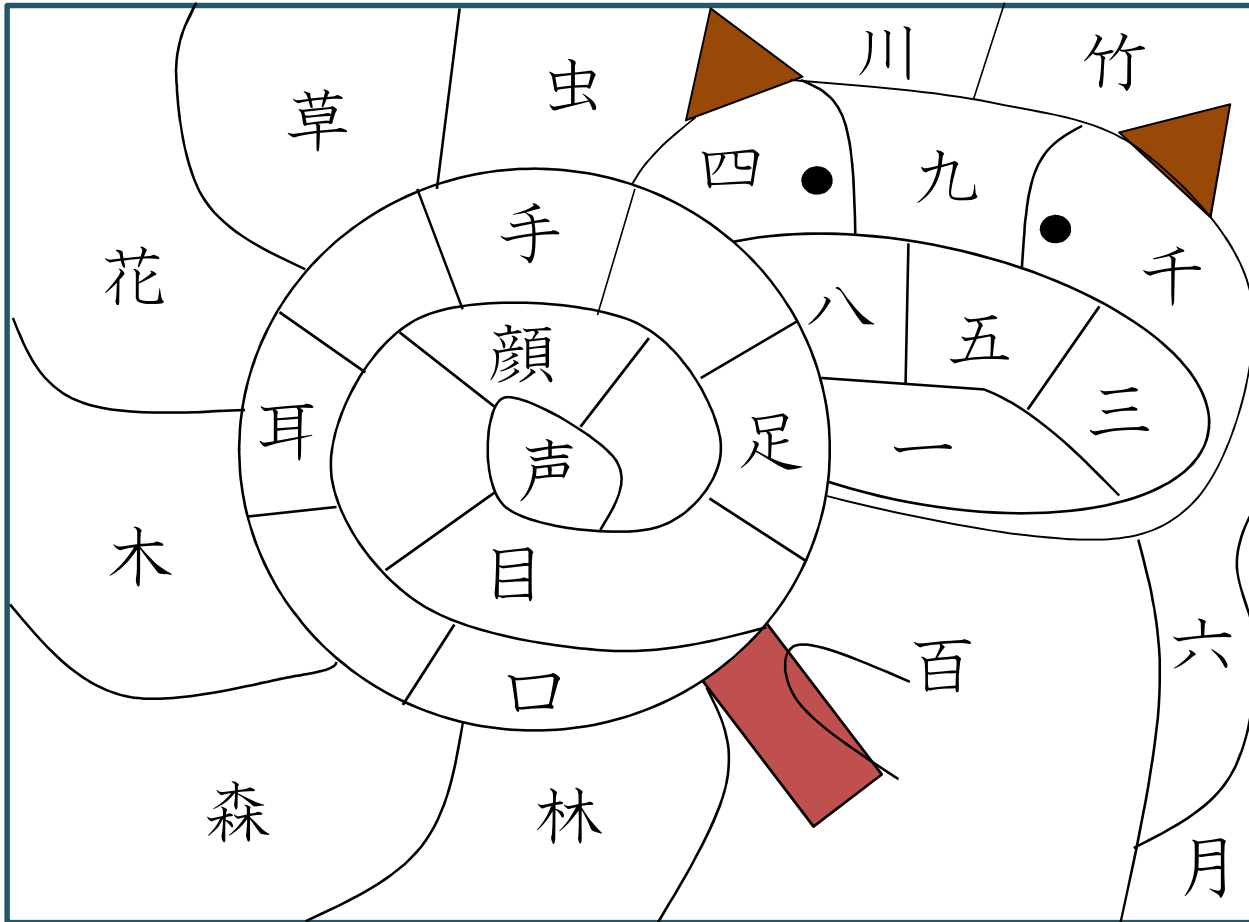 川
竹
虫
草
四
九
千
手
花
八
五
顔
三
耳
足
一
声
木
目
六
百
口
森
林
月